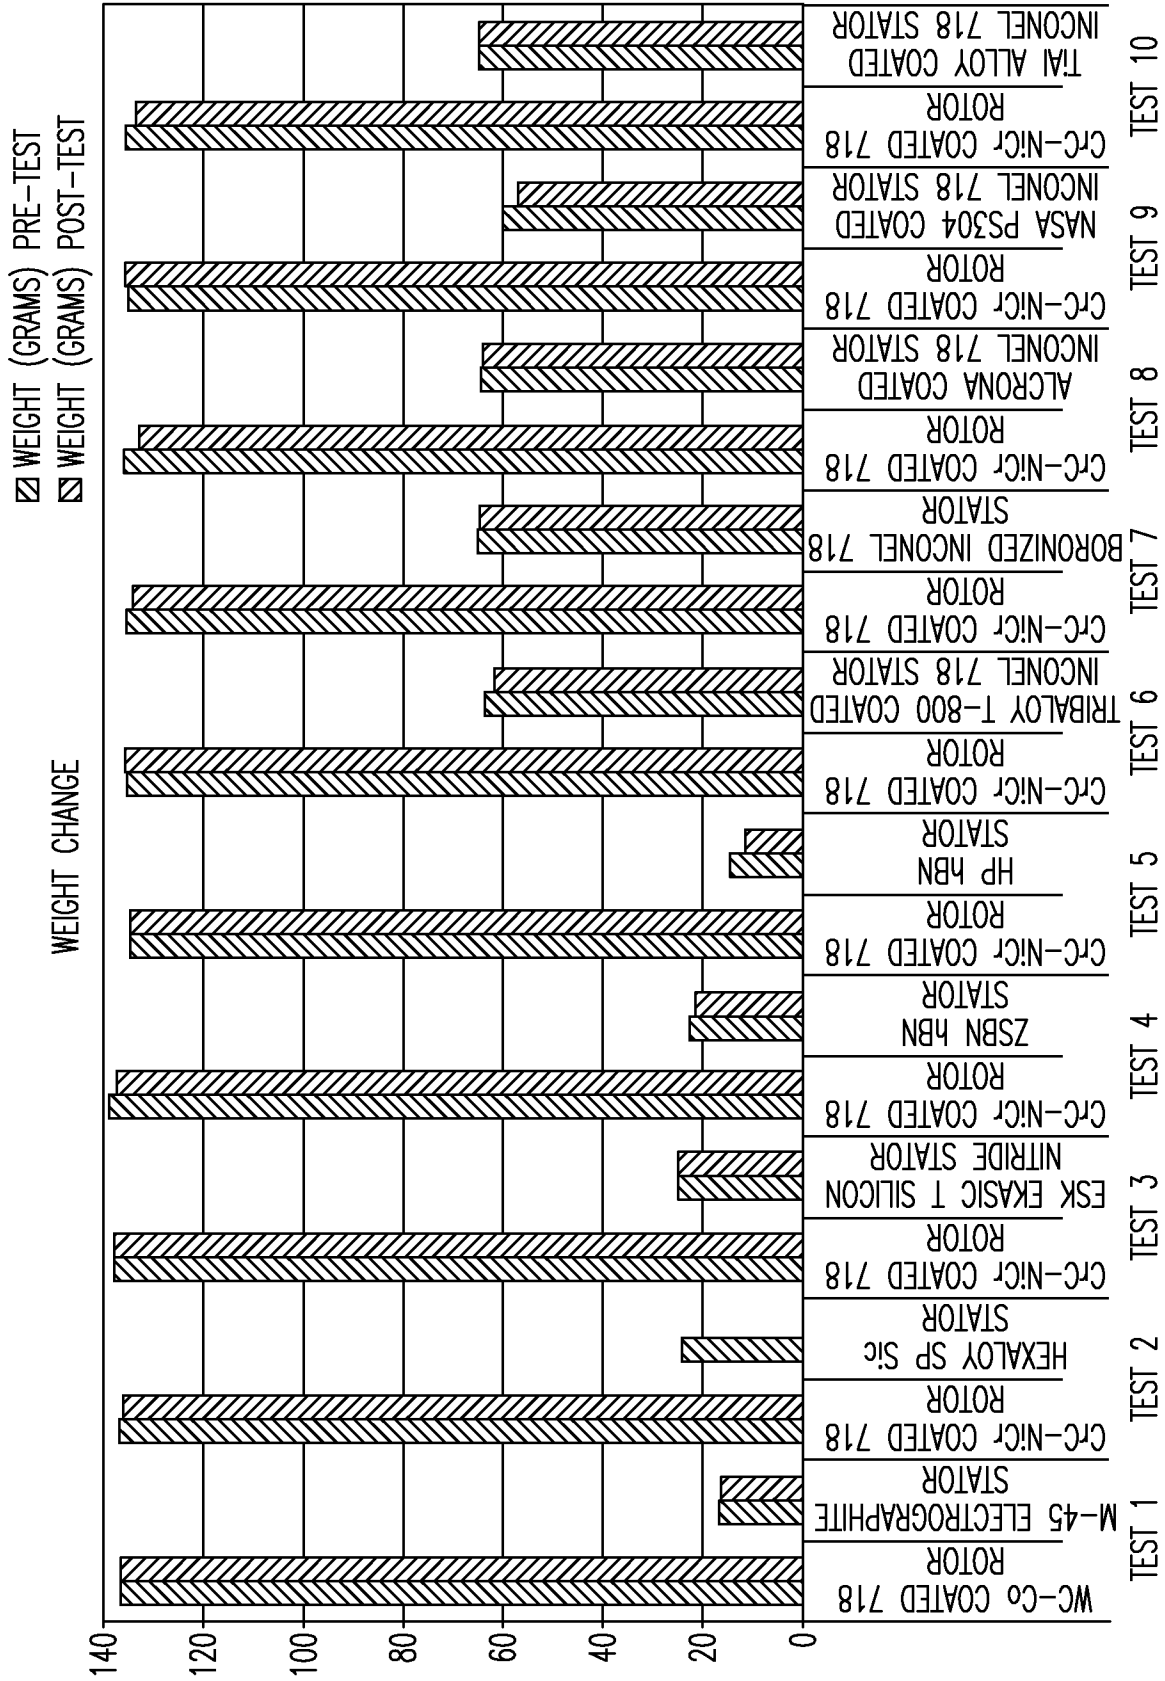 WEIGHT CHANGE
WEIGHT (GRAMS) PRE-TEST
WEIGHT (GRAMS) POST-TEST
140
120
100
80
60
40
20
0
WC-Co COATED 718
ROTOR
M-45 ELECTROGRAPHITE
STATOR
TEST 1
CrC-NiCr COATED 718
ROTOR
HEXALOY SP Sic
STATOR
TEST 2
CrC-NiCr COATED 718
ROTOR
ESK EKASIC T SILICON
NITRIDE STATOR
TEST 3
CrC-NiCr COATED 718
ROTOR
ZSBN hBN
STATOR
TEST 4
CrC-NiCr COATED 718
ROTOR
HP hBN
STATOR
TEST 5
CrC-NiCr COATED 718
ROTOR
TRIBALOY T-800 COATED
INCONEL 718 STATOR
TEST 6
CrC-NiCr COATED 718
ROTOR
BORONIZED INCONEL 718
STATOR
TEST 7
CrC-NiCr COATED 718
ROTOR
ALCRONA COATED
INCONEL 718 STATOR
TEST 8
CrC-NiCr COATED 718
ROTOR
NASA PS304 COATED
INCONEL 718 STATOR
TEST 9
CrC-NiCr COATED 718
ROTOR
TiAl ALLOY COATED
INCONEL 718 STATOR
TEST 10